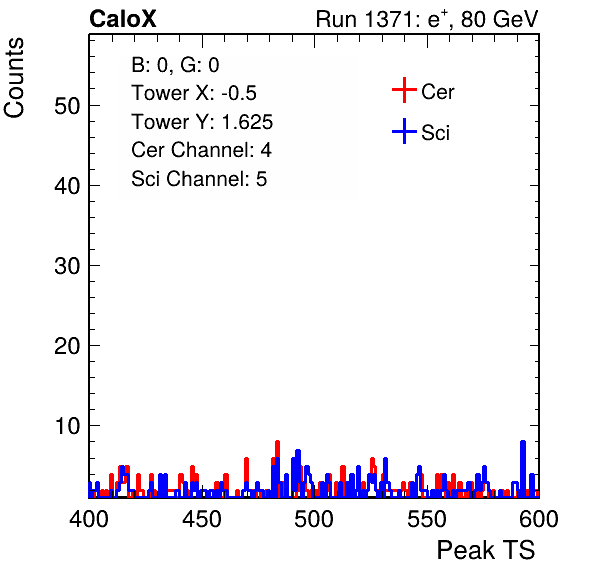 CaloX Run 1371: e⁺, 80 GeV
Counts
B: 0, G: 0
Tower X: -0.5
Tower Y: 1.625
Cer Channel: 4
Sci Channel: 5
Cer
Sci
50
40
30
20
10
400 450 500 550 600
Peak TS